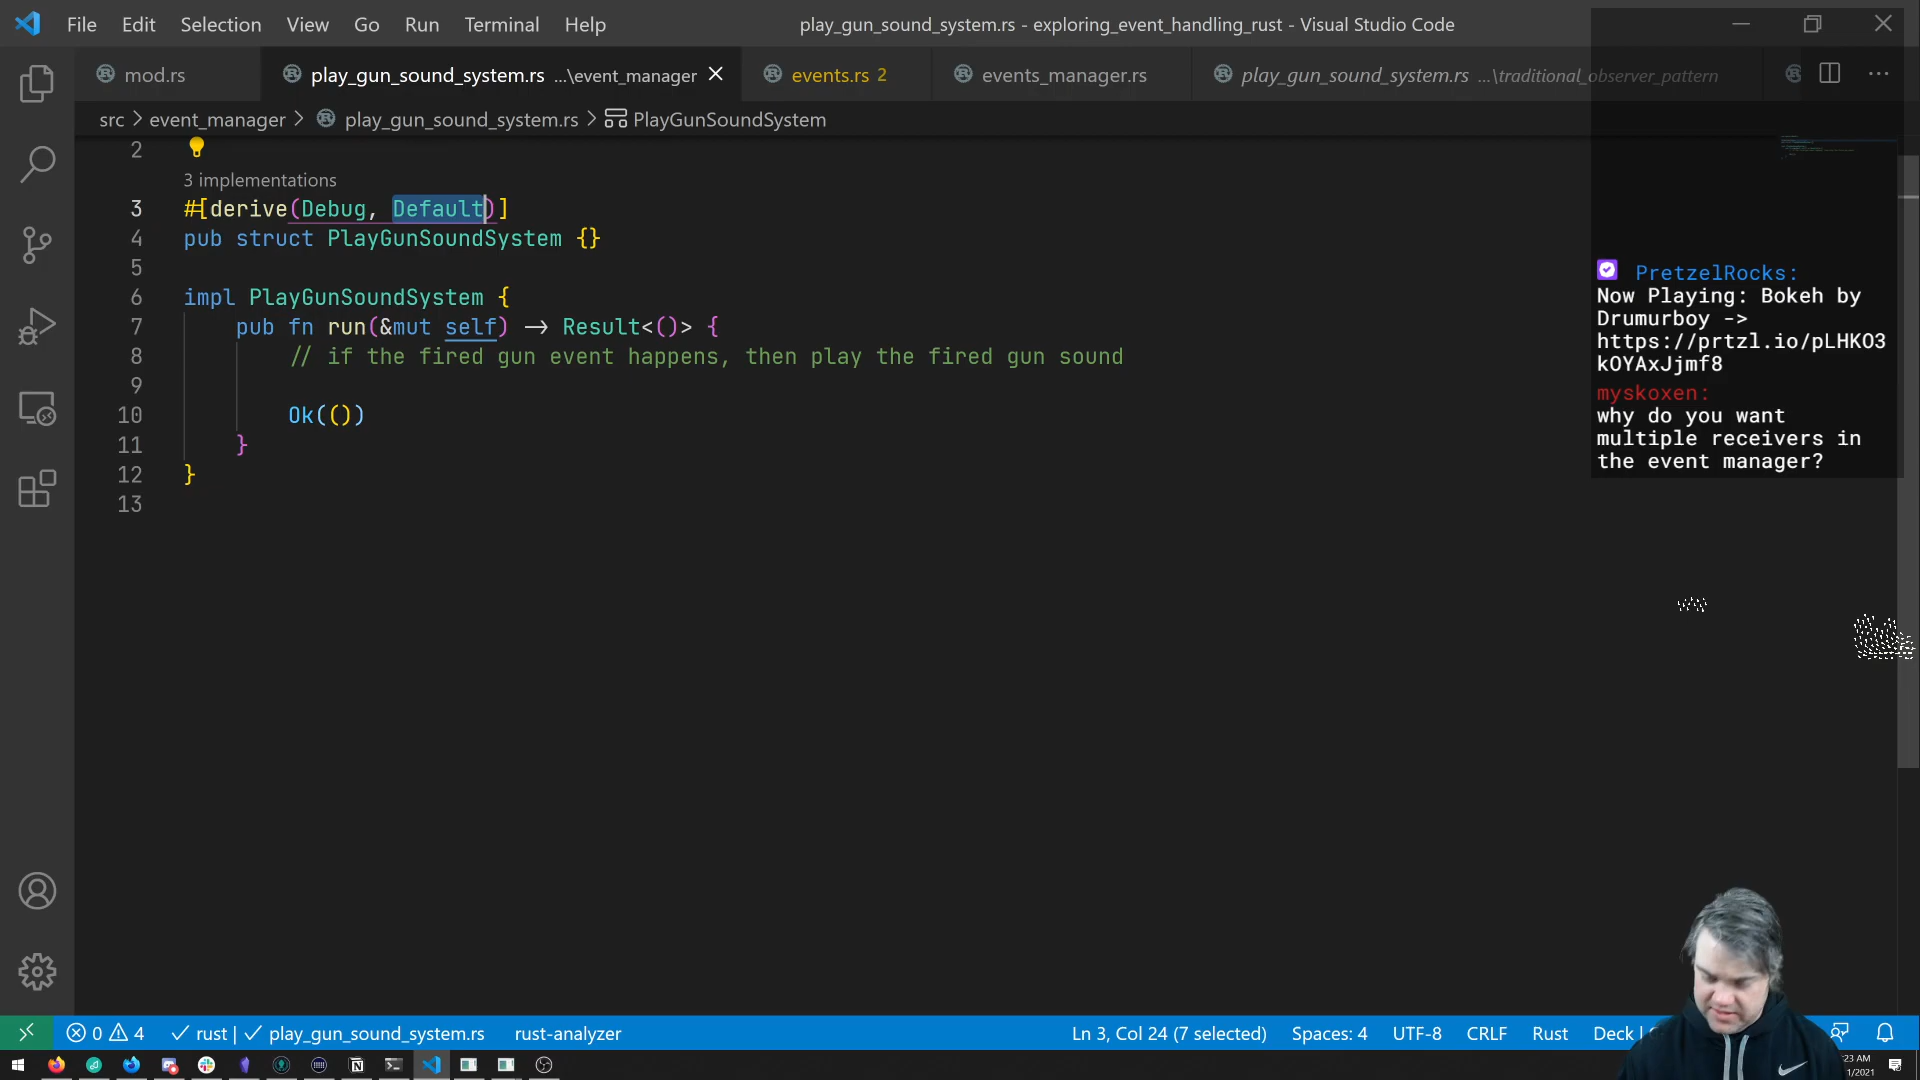 File Edit Selection View Go Run Terminal Help play_gun_sound_system.rs - exploring_event_handling_rust - Visual Studio Code
mod.rs play_gun_sound_system.rs ...\event_manager events.rs 2 events_manager.rs play_gun_sound_system.rs ...\traditional_observer_pattern
src > event_manager > play_gun_sound_system.rs > PlayGunSoundSystem
2
3 implementations
3 #[derive(Debug, Default)]
4 pub struct PlayGunSoundSystem {}
5
6 impl PlayGunSoundSystem {
7 pub fn run(&mut self) -> Result<()> {
8 // if the fired gun event happens, then play the fired gun sound
9
10 Ok(())
11 }
12 }
13
PretzelRocks:
Now Playing: Bokeh by
Drumurboy ->
https://prtzl.io/pLHKO3
kOYAxJjmf8
myskoxen:
why do you want
multiple receivers in
the event manager?
0 4 rust | play_gun_sound_system.rs rust-analyzer Ln 3, Col 24 (7 selected) Spaces: 4 UTF-8 CRLF Rust Deck
:23 AM
1/2021